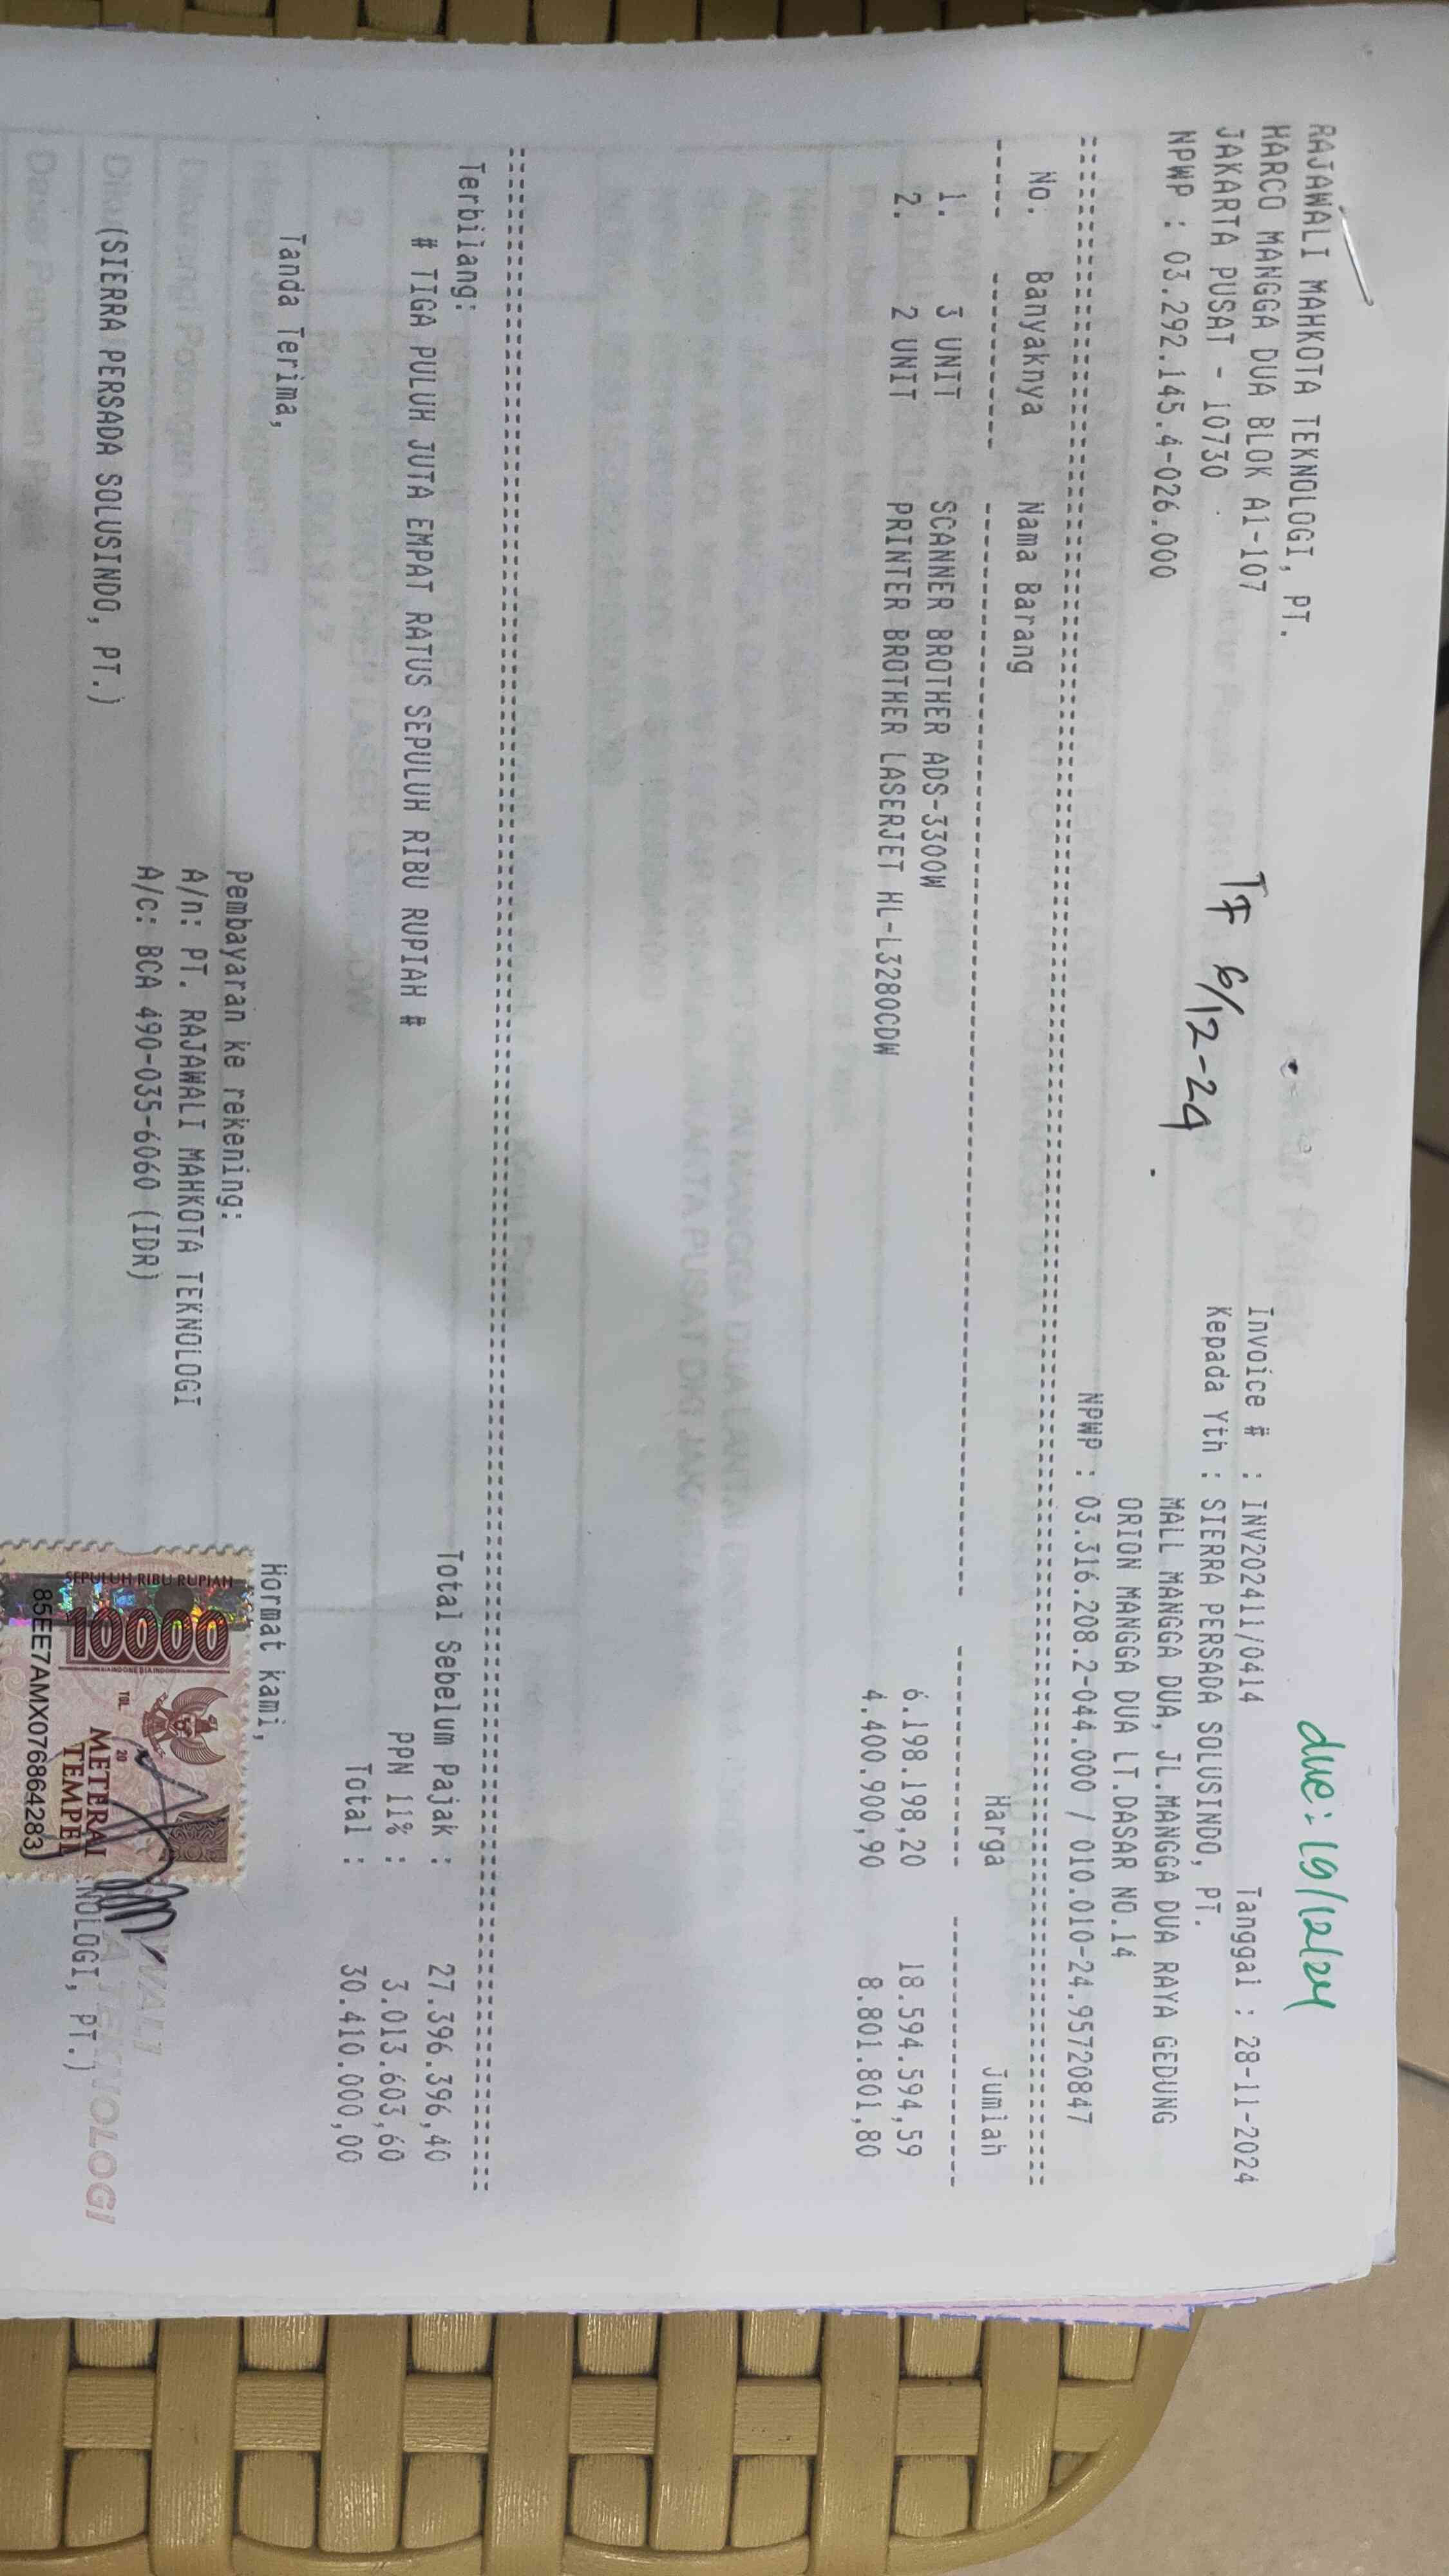 RAJAWALI MAHKOTA TEKNOLOGI, PT.
HARCO MANGGA DUA BLOK A1-107
JAKARTA PUSAT - 10730
NPWP : 03.292.145.4-026.000
TF 6/12-24
due: 19/12/24
Invoice # : INV202411/0414 Tanggal : 28-11-2024
Kepada Yth : SIERRA PERSADA SOLUSINDO, PT.
MALL MANGGA DUA, JL.MANGGA DUA RAYA GEDUNG
ORION MANGGA DUA LT.DASAR NO.14
NPWP : 03.316.208.2-044.000 / 010.010-24.95720847
No. Banyaknya Nama Barang Harga Jumlah
1. 3 UNIT SCANNER BROTHER ADS-3300W 6.198.198,20 18.594.594,59
2. 2 UNIT PRINTER BROTHER LASERJET HL-L3280CDW 4.400.900,90 8.801.801,80
Terbilang:
# TIGA PULUH JUTA EMPAT RATUS SEPULUH RIBU RUPIAH #
Total Sebelum Pajak : 27.396.396,40
PPN 11% : 3.013.603,60
Total : 30.410.000,00
Tanda Terima,
Hormat kami,
Pembayaran ke rekening:
A/n: PT. RAJAWALI MAHKOTA TEKNOLOGI
A/c: BCA 490-035-6060 (IDR)
(SIERRA PERSADA SOLUSINDO, PT.)
NOLOGI, PT.)
SEPULUH RIBU RUPIAH
10000
TGL. 20
METERAI
TEMPEL
85EE7AMX076864283